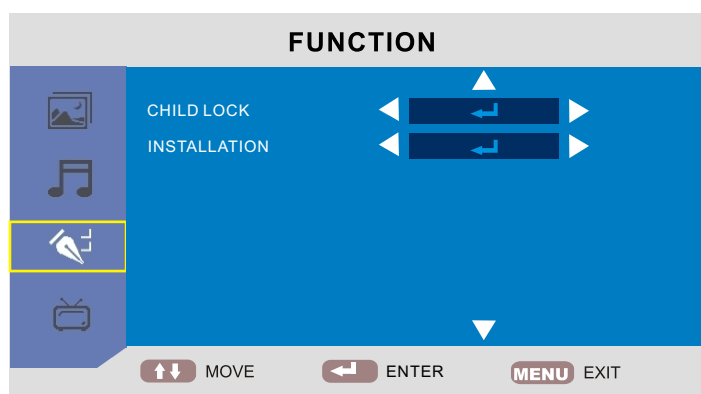 FUNCTION
CHILD LOCK
INSTALLATION
MOVE ENTER MENU EXIT